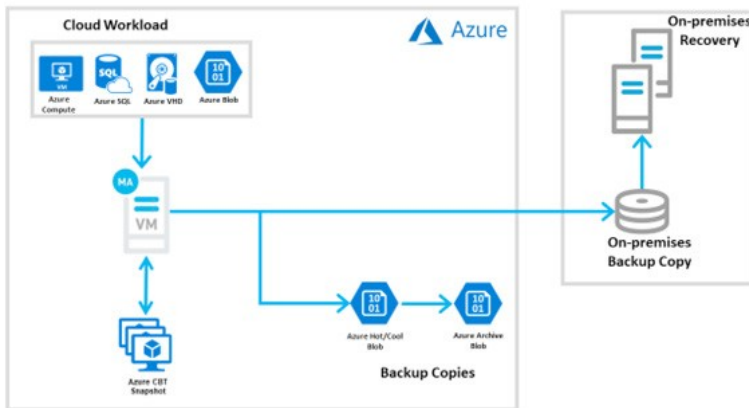 Cloud Workload
Azure
On-premises
Recovery
VM
SQL
10
01
Azure
Compute
Azure SQL
Azure VHD
Azure Blob
MA
VM
On-premises
Backup Copy
10
01
10
01
Azure Hot/Cool
Blob
Azure Archive
Blob
Azure CBT
Snapshot
Backup Copies